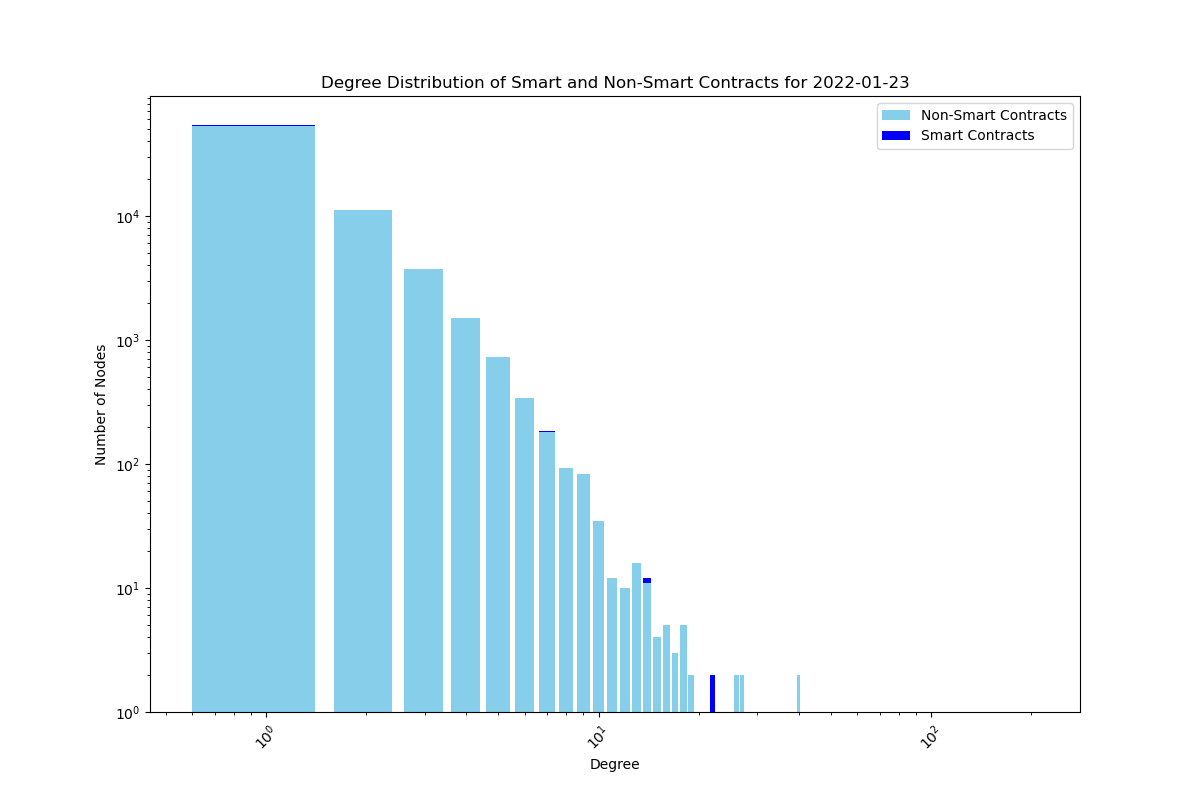 Degree Distribution of Smart and Non-Smart Contracts for 2022-01-23
Non-Smart Contracts
Smart Contracts
Number of Nodes
10⁴
10³
10²
10¹
10⁰
10⁰
10¹
10²
Degree